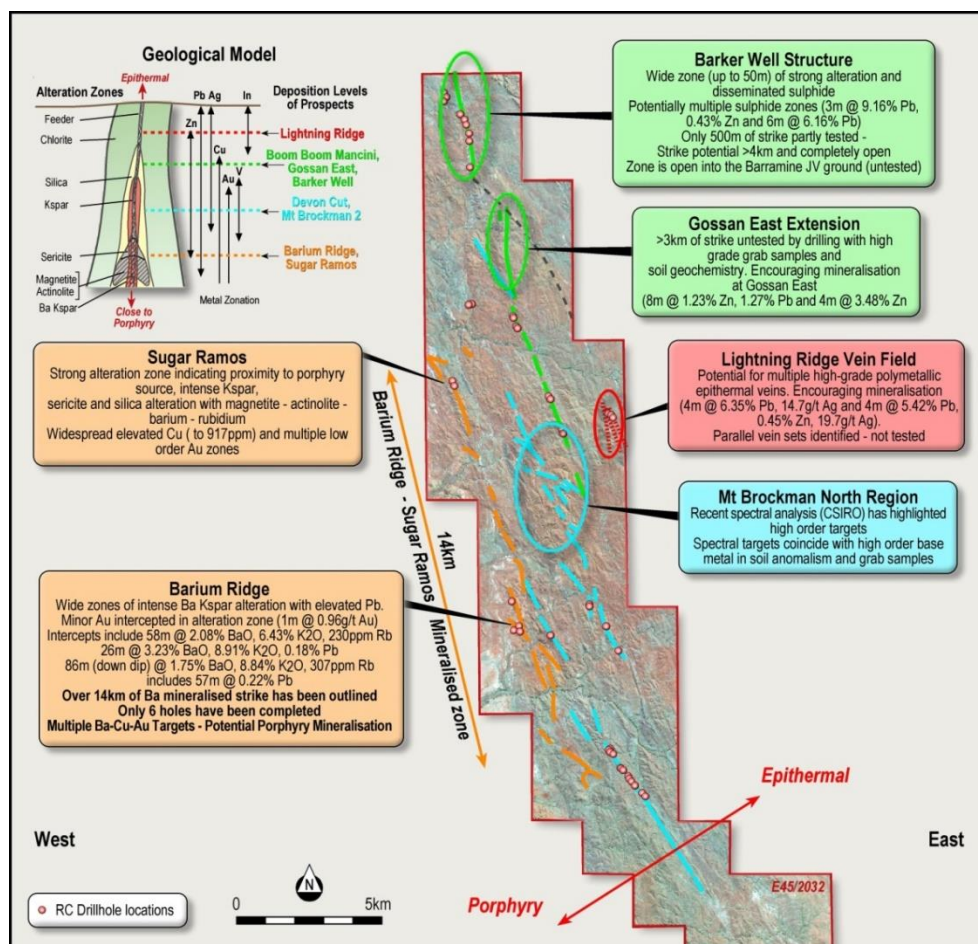 Geological Model
Epithermal
Alteration Zones
Pb Ag
In
Deposition Levels
of Prospects
Feeder
Chlorite
Zn
Lightning Ridge
Cu
Boom Boom Mancini,
Gossan East,
Barker Well
V
Silica
Au
Kspar
Devon Cut,
Mt Brockman 2
Sericite
Barium Ridge,
Sugar Ramos
Magnetite
Actinolite
Ba Kspar
Metal Zonation
Close to
Porphyry
Barker Well Structure
Wide zone (up to 50m) of strong alteration and
disseminated sulphide
Potentially multiple sulphide zones (3m @ 9.16% Pb,
0.43% Zn and 6m @ 6.16% Pb)
Only 500m of strike partly tested -
Strike potential >4km and completely open
Zone is open into the Barramine JV ground (untested)
Gossan East Extension
>3km of strike untested by drilling with high
grade grab samples and
soil geochemistry. Encouraging mineralisation
at Gossan East
(8m @ 1.23% Zn, 1.27% Pb and 4m @ 3.48% Zn
Sugar Ramos
Strong alteration zone indicating proximity to porphyry
source, intense Kspar,
sericite and silica alteration with magnetite - actinolite -
barium - rubidium
Widespread elevated Cu ( to 917ppm) and multiple low
order Au zones
Lightning Ridge Vein Field
Potential for multiple high-grade polymetallic
epithermal veins. Encouraging mineralisation
(4m @ 6.35% Pb, 14.7g/t Ag and 4m @ 5.42% Pb,
0.45% Zn, 19.7g/t Ag).
Parallel vein sets identified - not tested
Barium Ridge - Sugar Ramos Mineralised zone
14km
Mt Brockman North Region
Recent spectral analysis (CSIRO) has highlighted
high order targets
Spectral targets coincide with high order base
metal in soil anomalism and grab samples
Barium Ridge
Wide zones of intense Ba Kspar alteration with elevated Pb.
Minor Au intercepted in alteration zone (1m @ 0.96g/t Au)
Intercepts include 58m @ 2.08% BaO, 6.43% K2O, 230ppm Rb
26m @ 3.23% BaO, 8.91% K2O, 0.18% Pb
86m (down dip) @ 1.75% BaO, 8.84% K2O, 307ppm Rb
includes 57m @ 0.22% Pb
Over 14km of Ba mineralised strike has been outlined
Only 6 holes have been completed
Multiple Ba-Cu-Au Targets - Potential Porphyry Mineralisation
Epithermal
West
East
N
E45/2032
RC Drillhole locations
0
5km
Porphyry